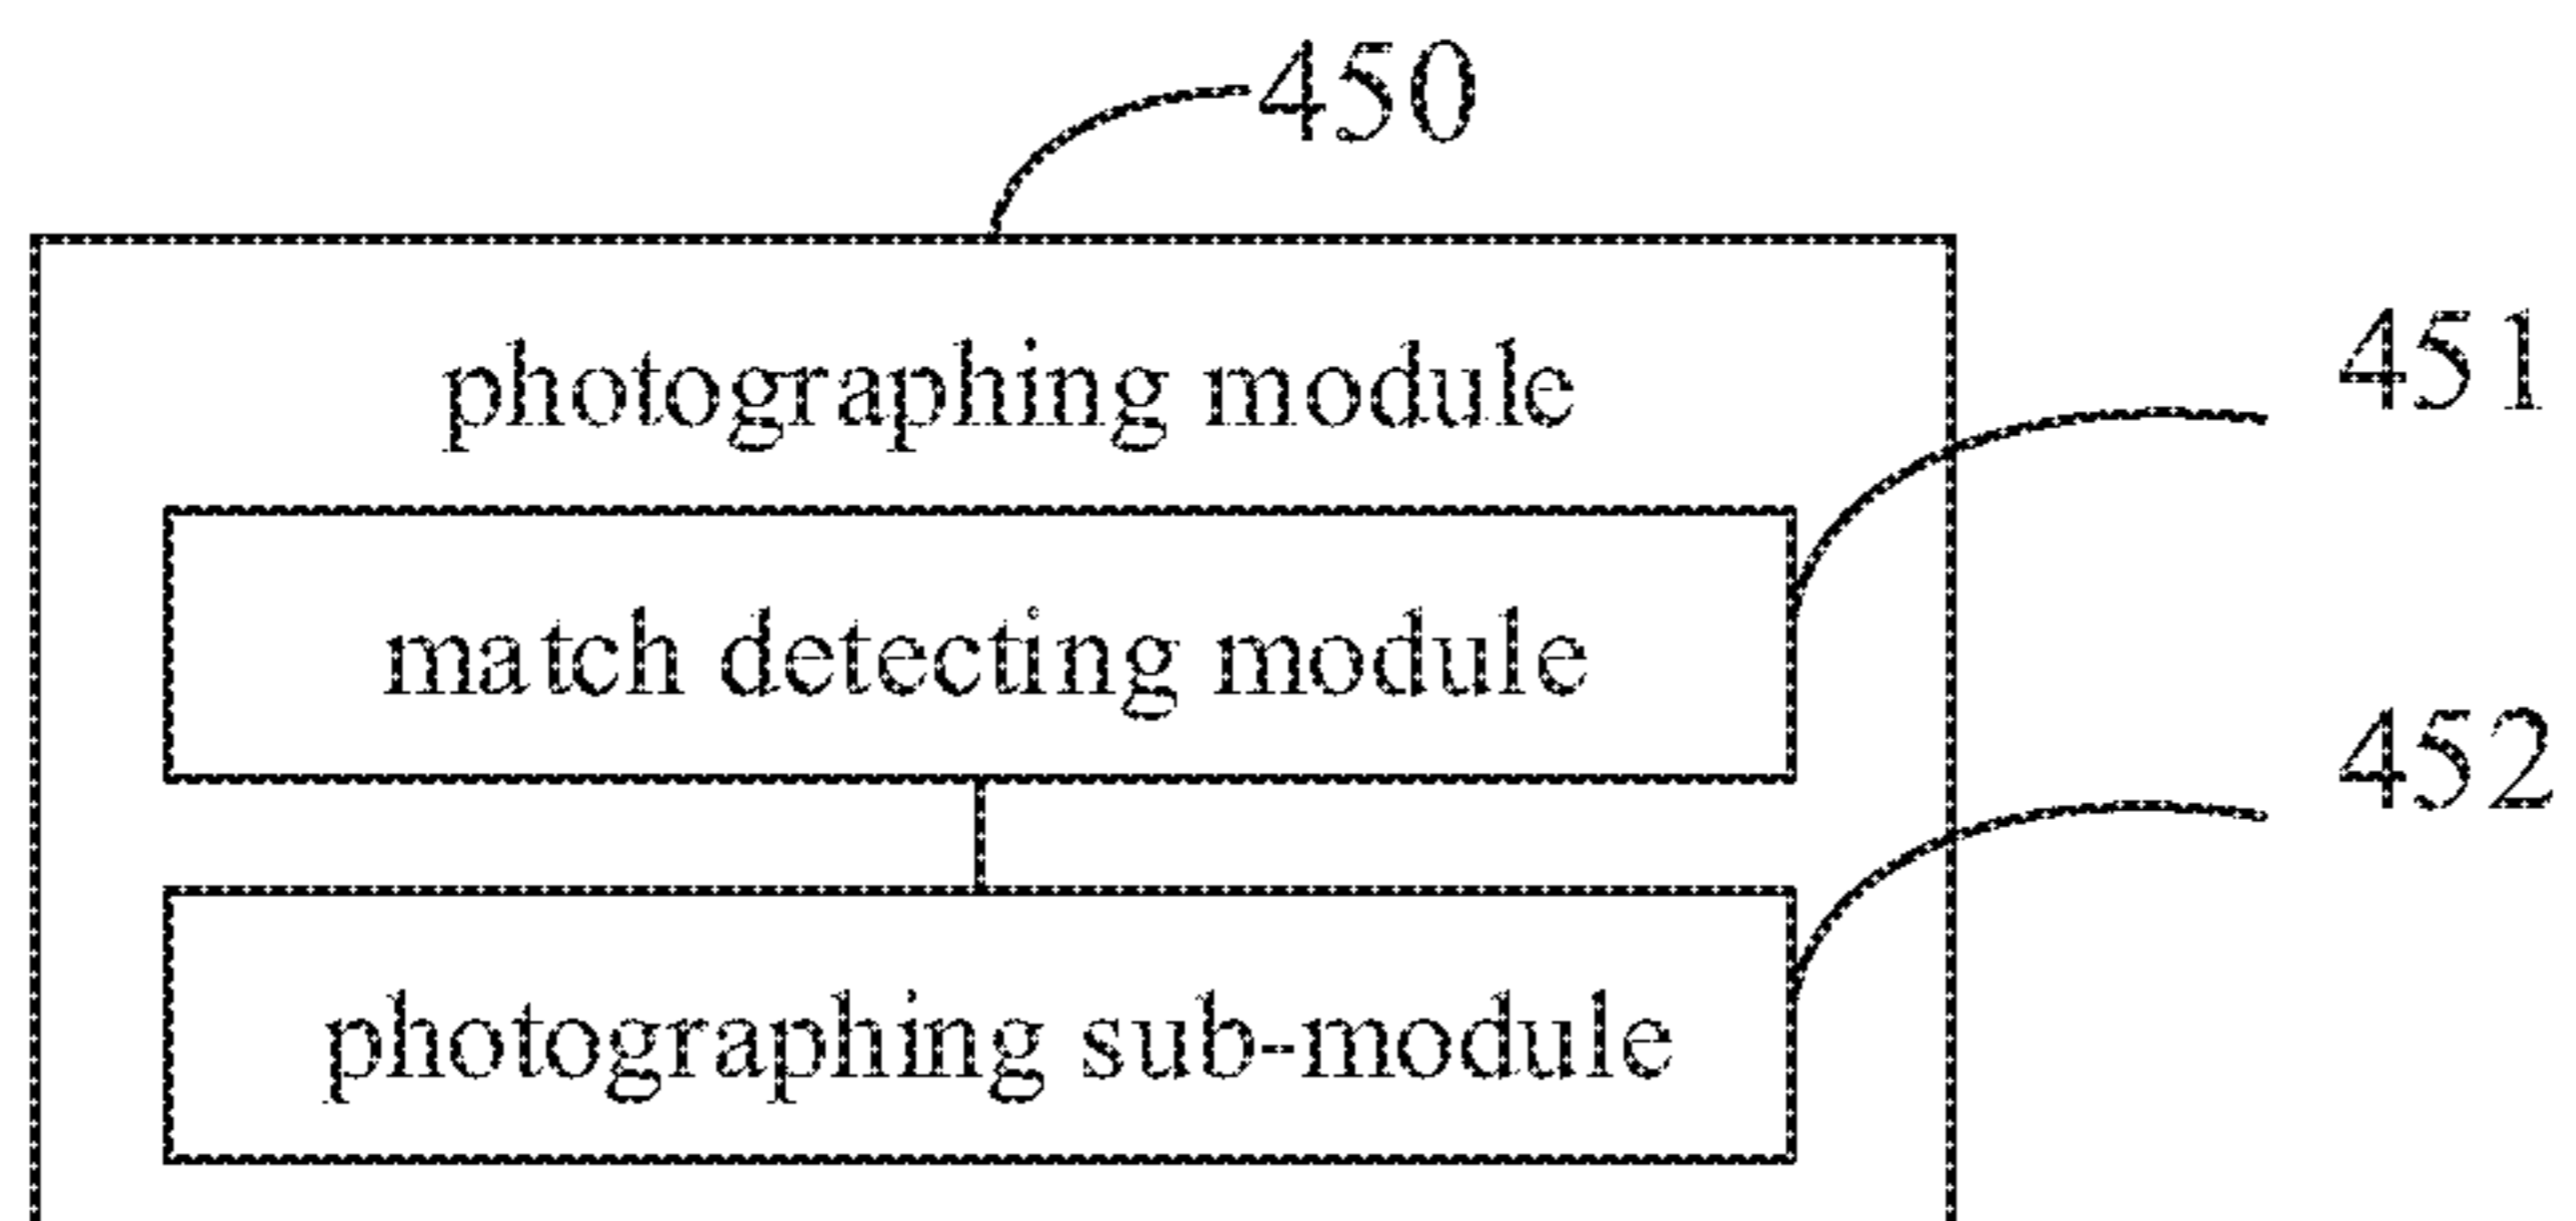 450
photographing module
451
match detecting module
452
photographing sub-module